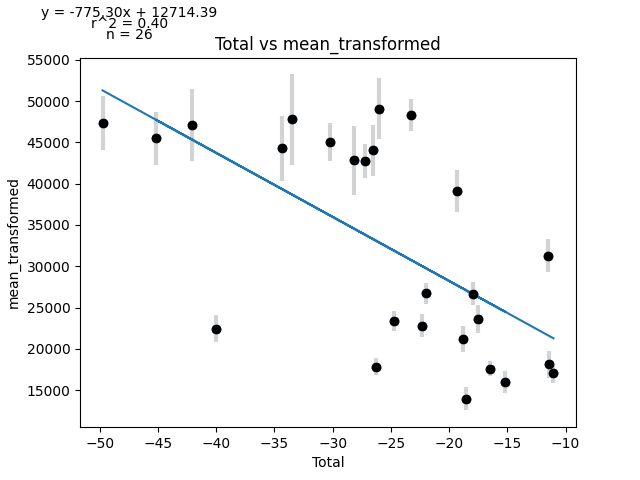 y = -775.30x + 12714.39
r^2 = 0.40
n = 26
Total vs mean_transformed
55000
50000
45000
40000
35000
30000
25000
20000
15000
mean_transformed
−50 −45 −40 −35 −30 −25 −20 −15 −10
Total